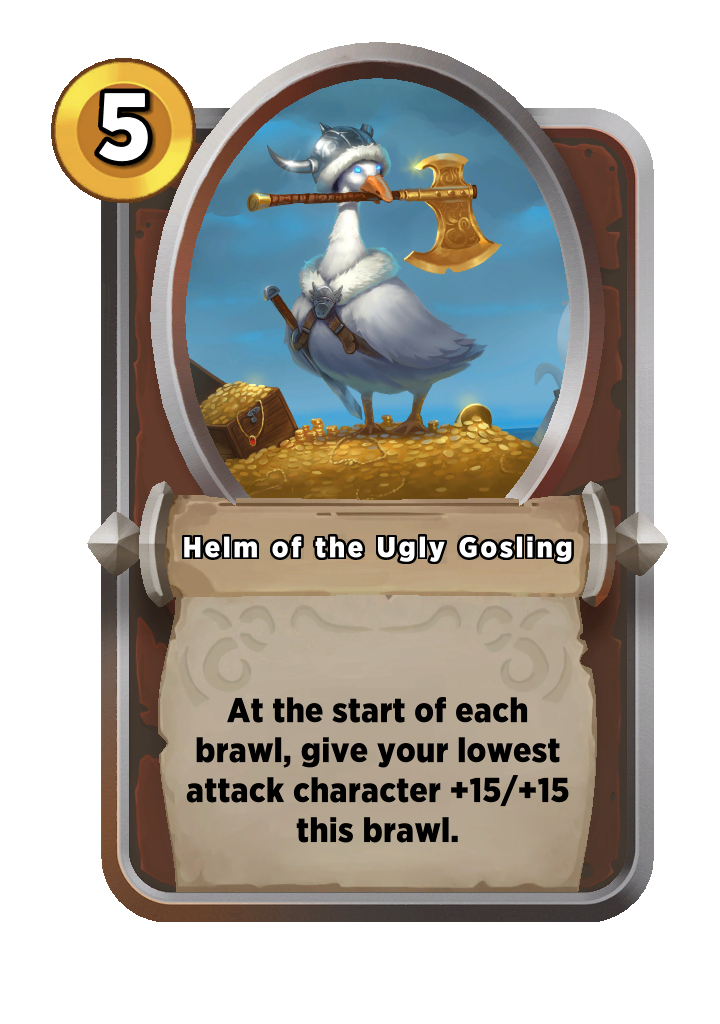 5
Helm of the Ugly Gosling
At the start of each
brawl, give your lowest
attack character +15/+15
this brawl.